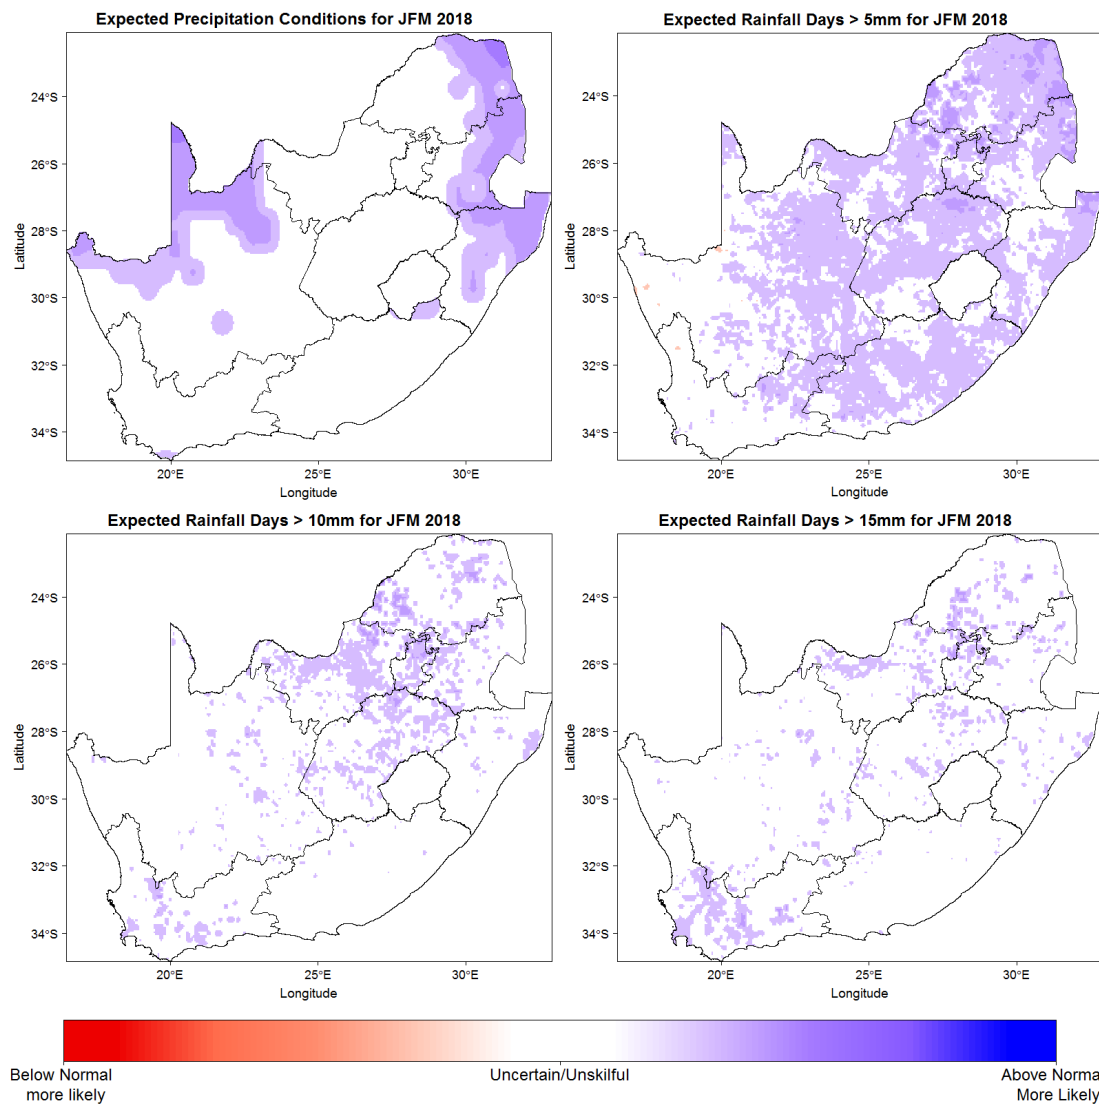 Expected Precipitation Conditions for JFM 2018
Latitude
24°S
26°S
28°S
30°S
32°S
34°S
20°E
25°E
30°E
Longitude
Expected Rainfall Days > 5mm for JFM 2018
Latitude
24°S
26°S
28°S
30°S
32°S
34°S
20°E
25°E
30°E
Longitude
Expected Rainfall Days > 10mm for JFM 2018
Latitude
24°S
26°S
28°S
30°S
32°S
34°S
20°E
25°E
30°E
Longitude
Expected Rainfall Days > 15mm for JFM 2018
Latitude
24°S
26°S
28°S
30°S
32°S
34°S
20°E
25°E
30°E
Longitude
Below Normal
more likely
Uncertain/Unskilful
Above Norma
More Likely